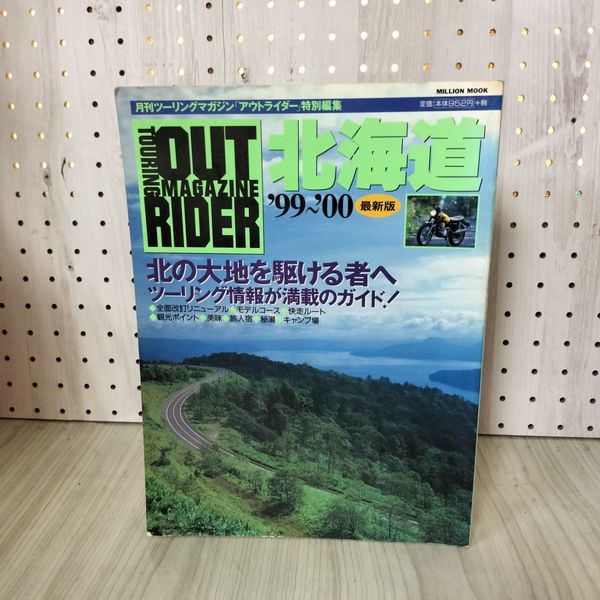 MILLION MOOK
月刊ツーリングマガジン「アウトライダー」特別編集
定価:本体952円+税
TOURING
OUT
MAGAZINE
RIDER
北海道
'99~'00
最新版
北の大地を駆ける者へ
ツーリング情報が満載のガイド!
◆全面改訂リニューアル◆モデルコース◆快走ルート
◆観光ポイント◆美味◆旅人宿◆秘湯◆キャンプ場